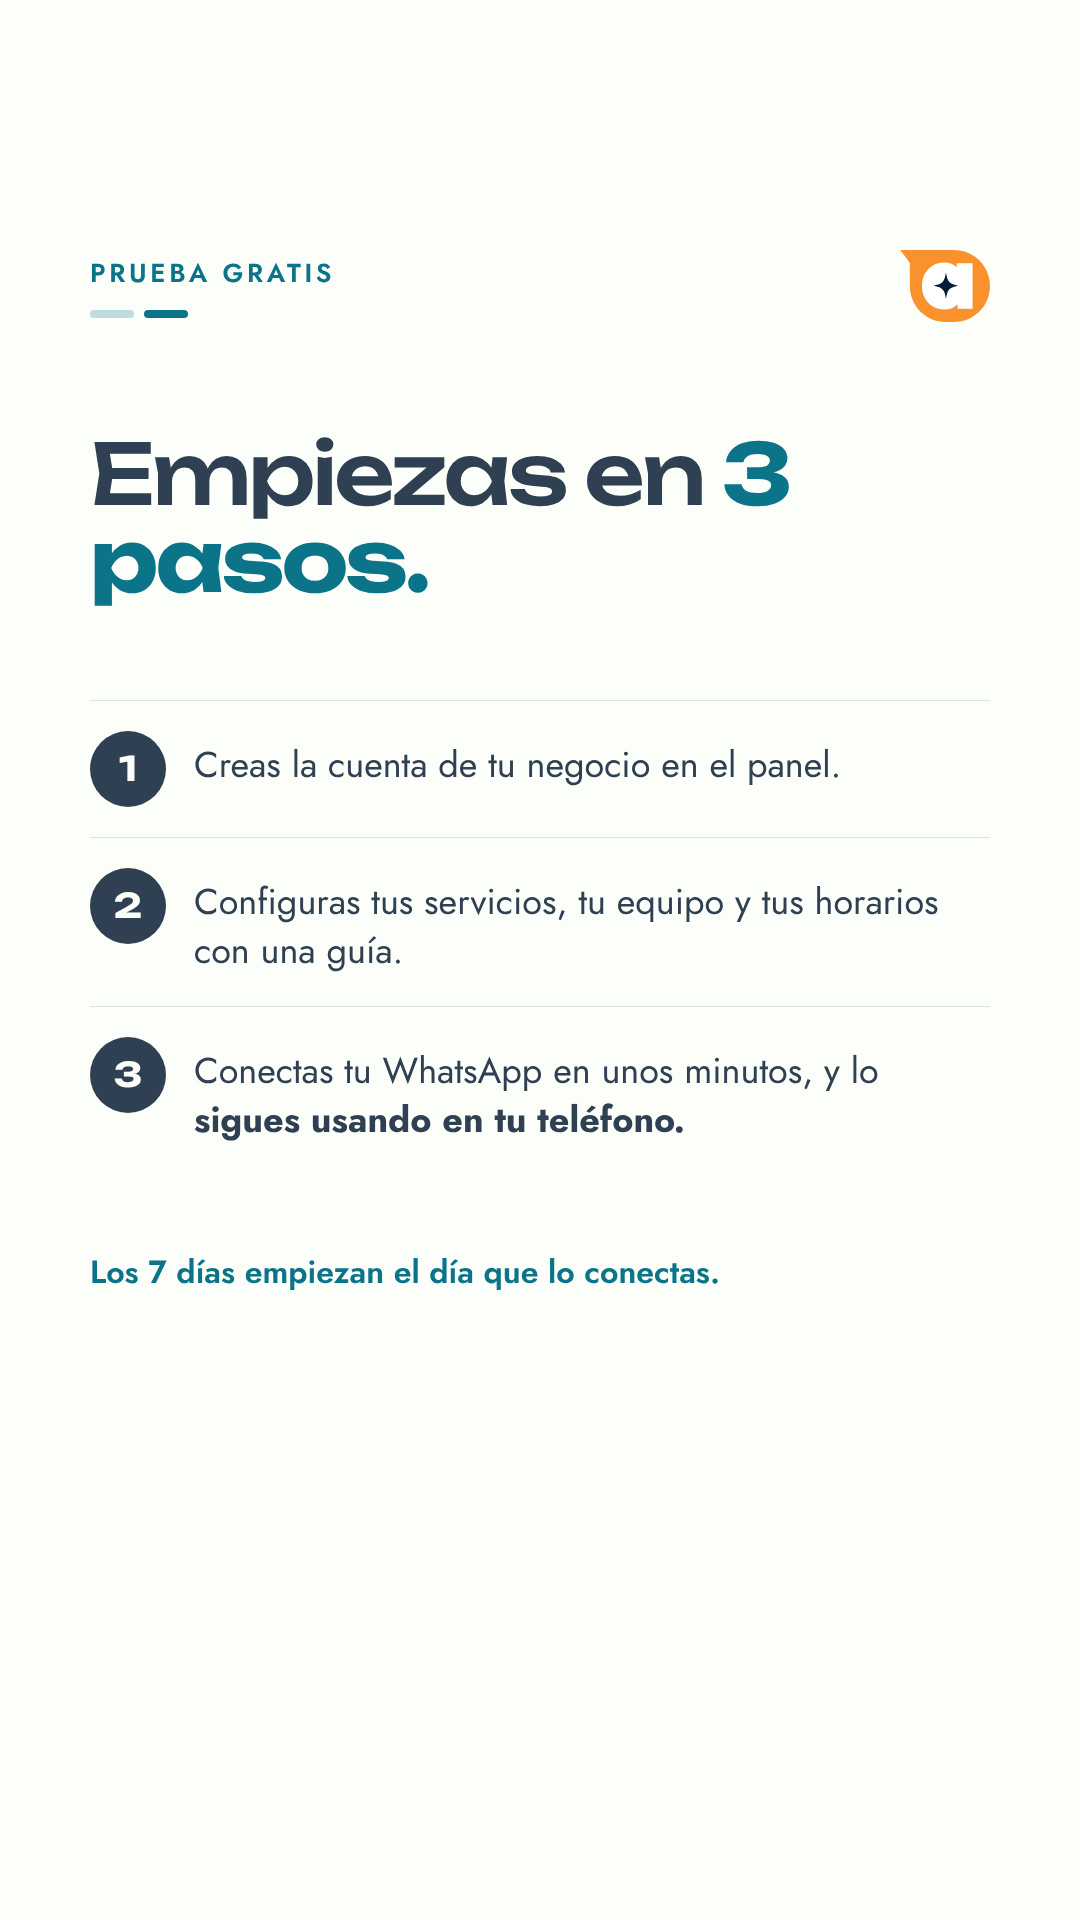 PRUEBA GRATIS
a
Empiezas en 3
pasos.
1 Creas la cuenta de tu negocio en el panel.
2 Configuras tus servicios, tu equipo y tus horarios
con una guía.
3 Conectas tu WhatsApp en unos minutos, y lo
sigues usando en tu teléfono.
Los 7 días empiezan el día que lo conectas.